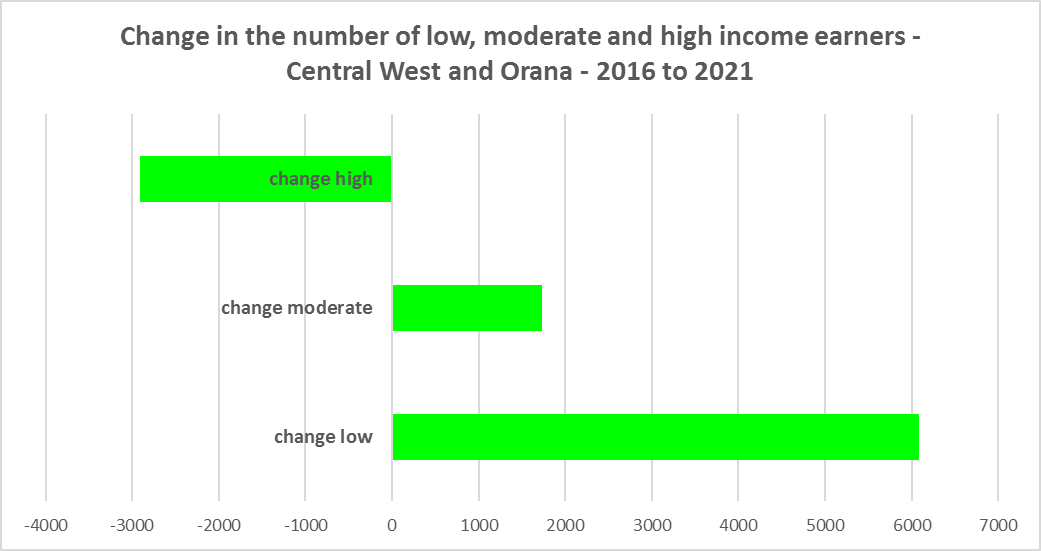 Change in the number of low, moderate and high income earners -
Central West and Orana - 2016 to 2021
change high
change moderate
change low
-4000 -3000 -2000 -1000 0 1000 2000 3000 4000 5000 6000 7000